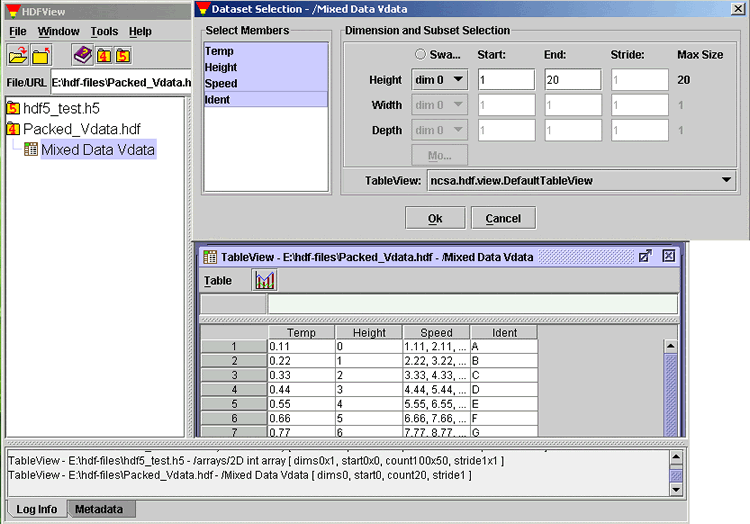 HDFView
File Window Tools Help
4 5
File/URL E:\hdf-files\Packed_Vdata.h
5 hdf5_test.h5
4 Packed_Vdata.hdf
Mixed Data Vdata
Dataset Selection - /Mixed Data Vdata
Select Members
Temp
Height
Speed
Ident
Dimension and Subset Selection
Swa... Start: End: Stride: Max Size
Height dim 0 1 20 1 20
Width dim 0 1 1 1 1
Depth dim 0 1 1 1 1
Mo...
TableView: ncsa.hdf.view.DefaultTableView
Ok Cancel
TableView - E:\hdf-files\Packed_Vdata.hdf - /Mixed Data Vdata
Table
Temp Height Speed Ident
1 0.11 0 1.11, 2.11, ... A
2 0.22 1 2.22, 3.22, ... B
3 0.33 2 3.33, 4.33, ... C
4 0.44 3 4.44, 5.44, ... D
5 0.55 4 5.55, 6.55, ... E
6 0.66 5 6.66, 7.66, ... F
7 0.77 6 7.77, 8.77, ... G
TableView - E:\hdf-files\hdf5_test.h5 - /arrays/2D int array [ dims0x1, start0x0, count100x50, stride1x1 ]
TableView - E:\hdf-files\Packed_Vdata.hdf - /Mixed Data Vdata [ dims0, start0, count20, stride1 ]
Log Info Metadata